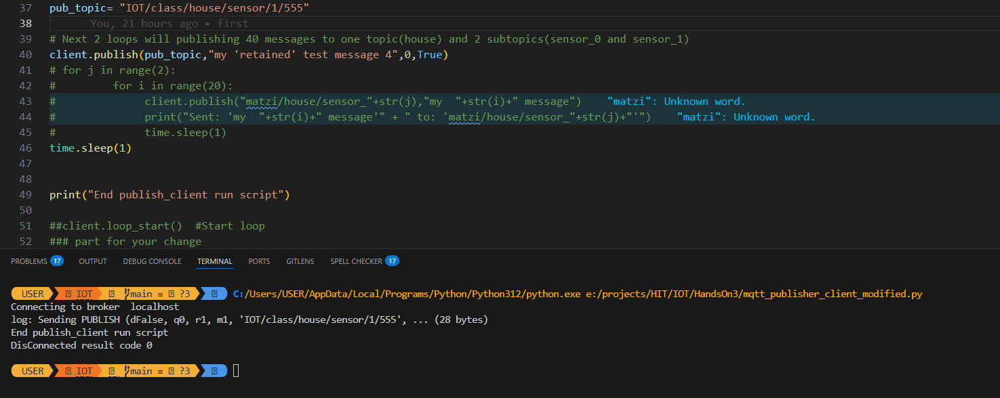 37 pub_topic= "IOT/class/house/sensor/1/555"
38 You, 21 hours ago • first
39 # Next 2 loops will publishing 40 messages to one topic(house) and 2 subtopics(sensor_0 and sensor_1)
40 client.publish(pub_topic,"my 'retained' test message 4",0,True)
41 # for j in range(2):
42 #         for i in range(20):
43 #              client.publish("matzi/house/sensor_"+str(j),"my  "+str(i)+" message")    "matzi": Unknown word.
44 #              print("Sent: 'my  "+str(i)+" message'" + " to: 'matzi/house/sensor_"+str(j)+"'")    "matzi": Unknown word.
45 #              time.sleep(1)
46 time.sleep(1)
47
48
49 print("End publish_client run script")
50
51 ##client.loop_start()  #Start loop
52 ### part for your change
PROBLEMS 17 OUTPUT DEBUG CONSOLE TERMINAL PORTS GITLENS SPELL CHECKER 17
USER IOT main ≡ ?3 C:/Users/USER/AppData/Local/Programs/Python/Python312/python.exe e:/projects/HIT/IOT/HandsOn3/mqtt_publisher_client_modified.py
Connecting to broker  localhost
log: Sending PUBLISH (dFalse, q0, r1, m1, 'IOT/class/house/sensor/1/555', ... (28 bytes)
End publish_client run script
DisConnected result code 0
USER IOT main ≡ ?3